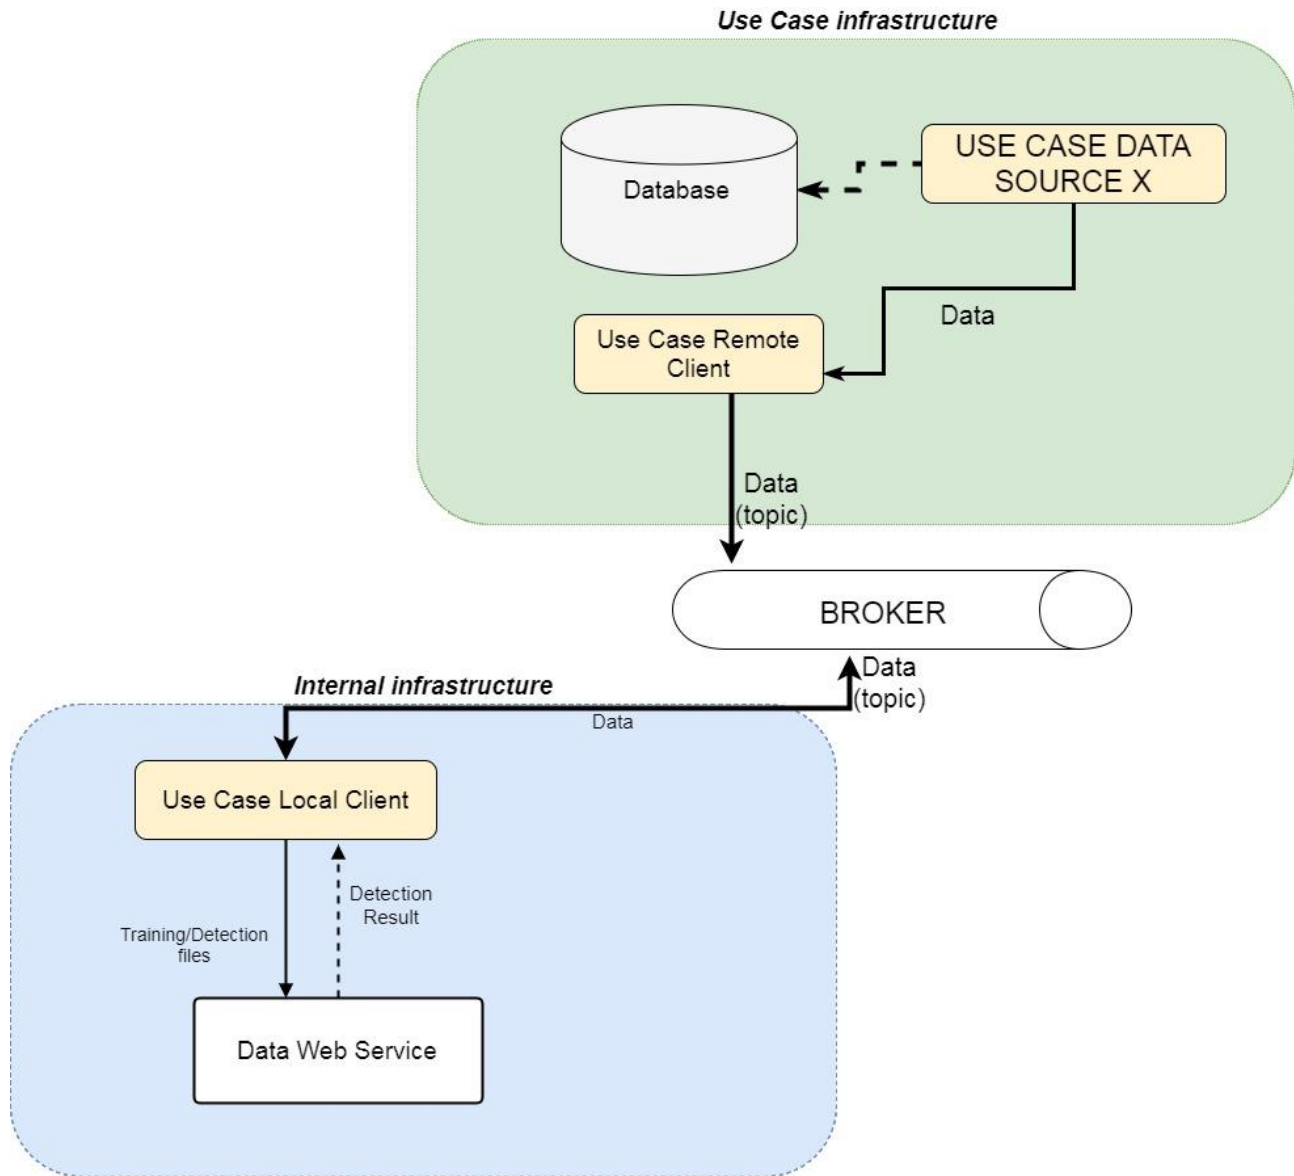 Use Case infrastructure
USE CASE DATA
SOURCE X
Database
Data
Use Case Remote
Client
Data
(topic)
BROKER
Data
(topic)
Internal infrastructure
Data
Use Case Local Client
Detection
Result
Training/Detection
files
Data Web Service